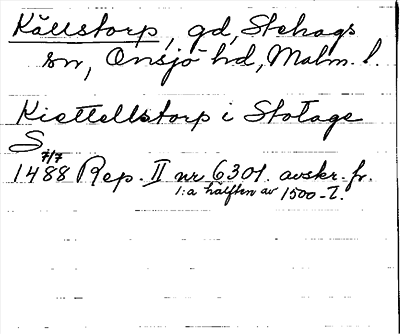 Källstorp, gd, Stehags
sn, Onsjö hd, Malm. l.
Kiettellstorp i Stotage
S
7/7
1488 Rep. II nr 6301. avskr. fr.
1:a hälften av 1500-t.